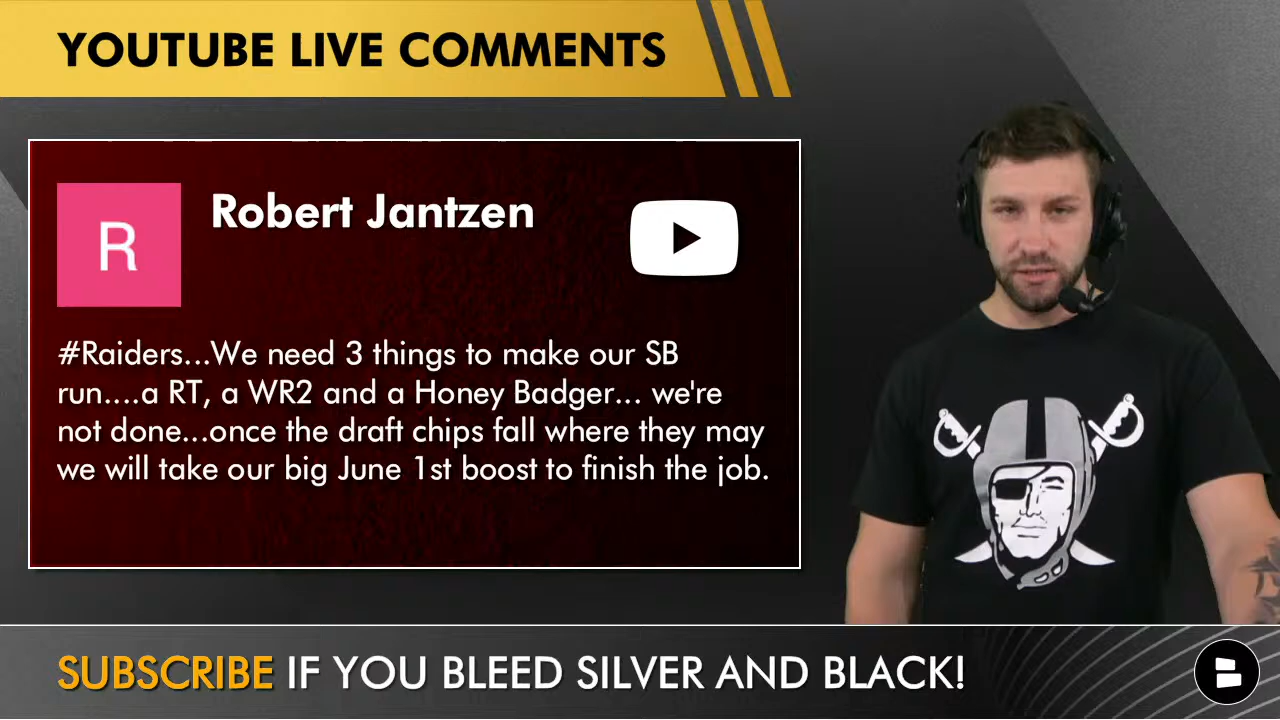 YOUTUBE LIVE COMMENTS
R
Robert Jantzen
#Raiders...We need 3 things to make our SB
run....a RT, a WR2 and a Honey Badger... we're
not done...once the draft chips fall where they may
we will take our big June 1st boost to finish the job.
SUBSCRIBE IF YOU BLEED SILVER AND BLACK!